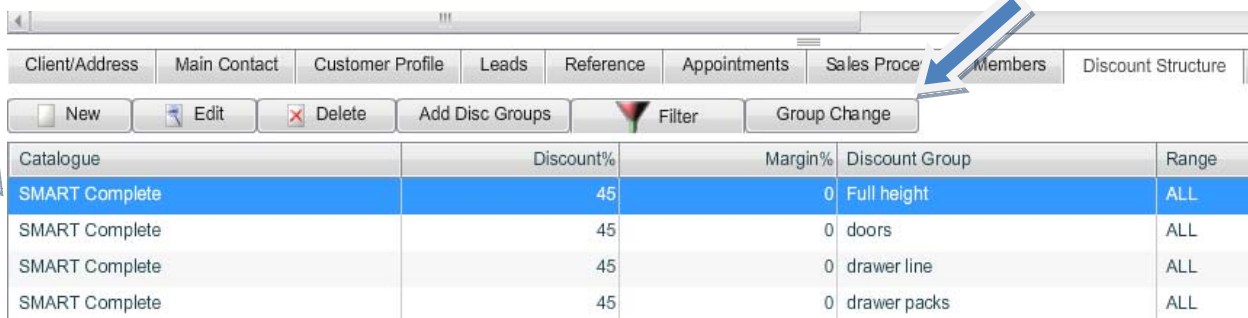 Client/Address Main Contact Customer Profile Leads Reference Appointments Sales Members Discount Structure
New Edit Delete Add Disc Groups Filter Group Change
Catalogue Discount% Margin% Discount Group Range
SMART Complete 45 0 Full height ALL
SMART Complete 45 0 doors ALL
SMART Complete 45 0 drawer line ALL
SMART Complete 45 0 drawer packs ALL